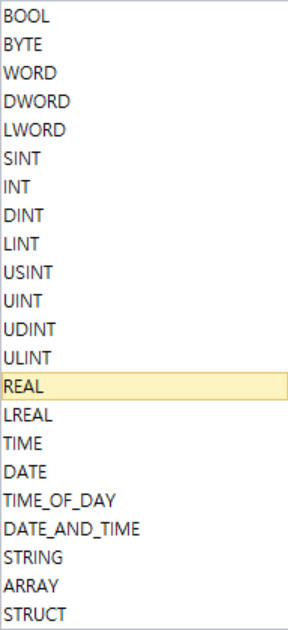 BOOL
BYTE
WORD
DWORD
LWORD
SINT
INT
DINT
LINT
USINT
UINT
UDINT
ULINT
REAL
LREAL
TIME
DATE
TIME_OF_DAY
DATE_AND_TIME
STRING
ARRAY
STRUCT